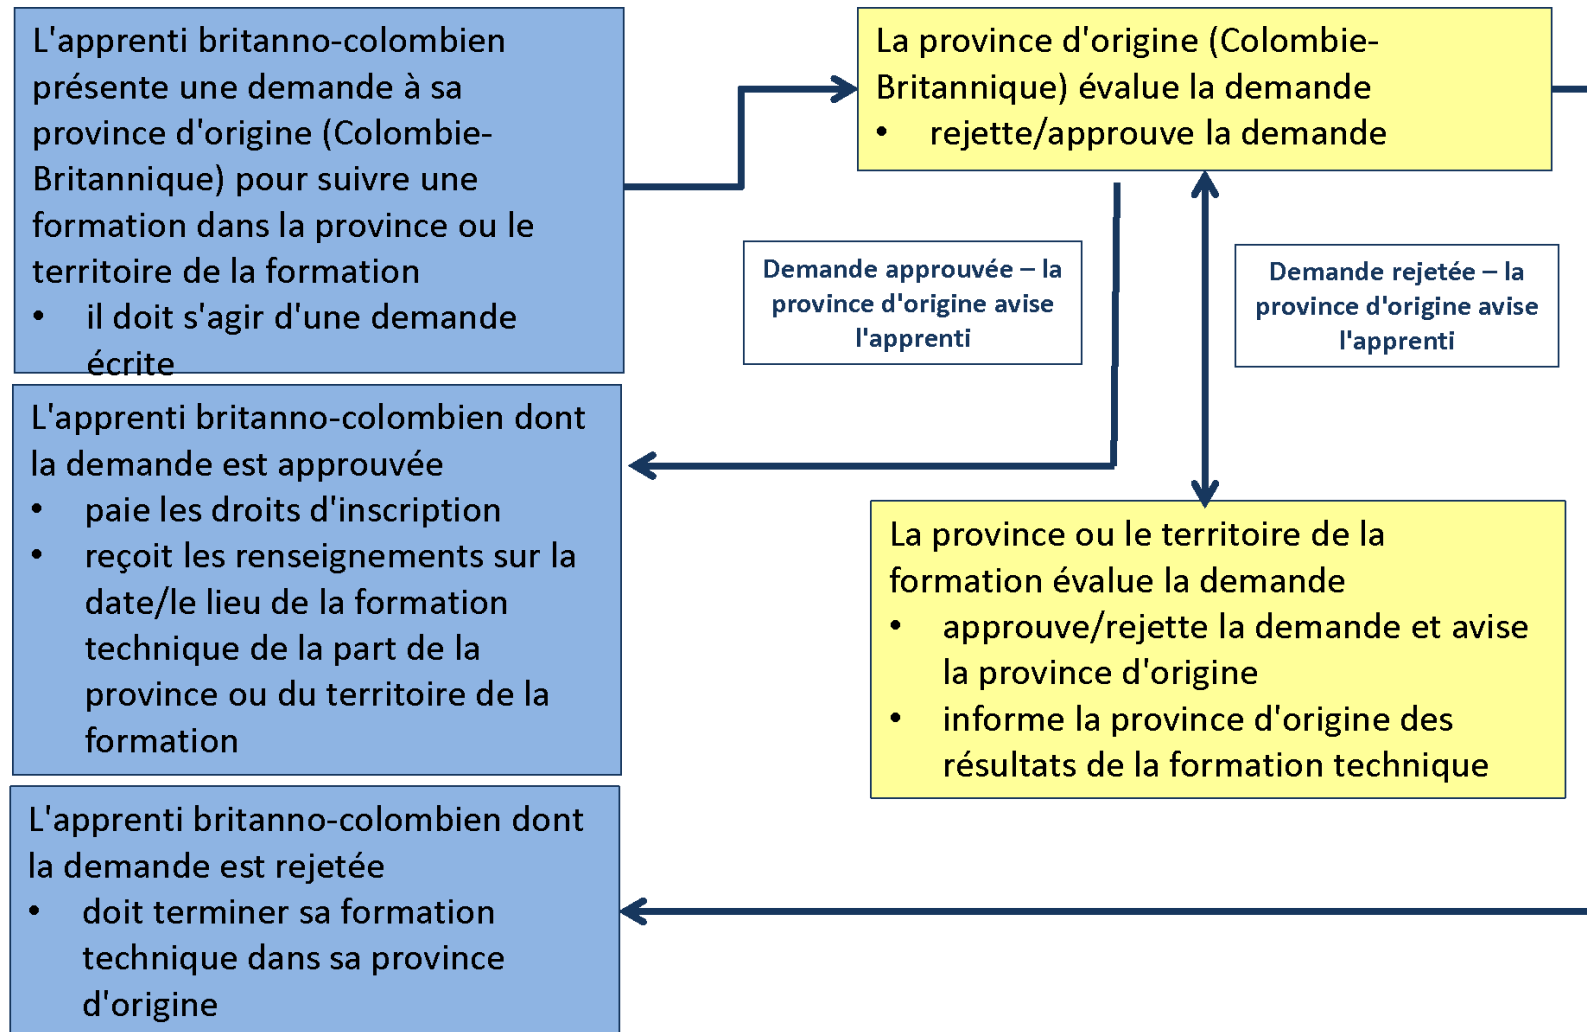 L'apprenti britanno-colombien
présente une demande à sa
province d'origine (Colombie-
Britannique) pour suivre une
formation dans la province ou le
territoire de la formation
• il doit s'agir d'une demande
écrite
La province d'origine (Colombie-
Britannique) évalue la demande
• rejette/approuve la demande
Demande approuvée – la
province d'origine avise
l'apprenti
Demande rejetée – la
province d'origine avise
l'apprenti
L'apprenti britanno-colombien dont
la demande est approuvée
• paie les droits d'inscription
• reçoit les renseignements sur la
date/le lieu de la formation
technique de la part de la
province ou du territoire de la
formation
La province ou le territoire de la
formation évalue la demande
• approuve/rejette la demande et avise
la province d'origine
• informe la province d'origine des
résultats de la formation technique
L'apprenti britanno-colombien dont
la demande est rejetée
• doit terminer sa formation
technique dans sa province
d'origine